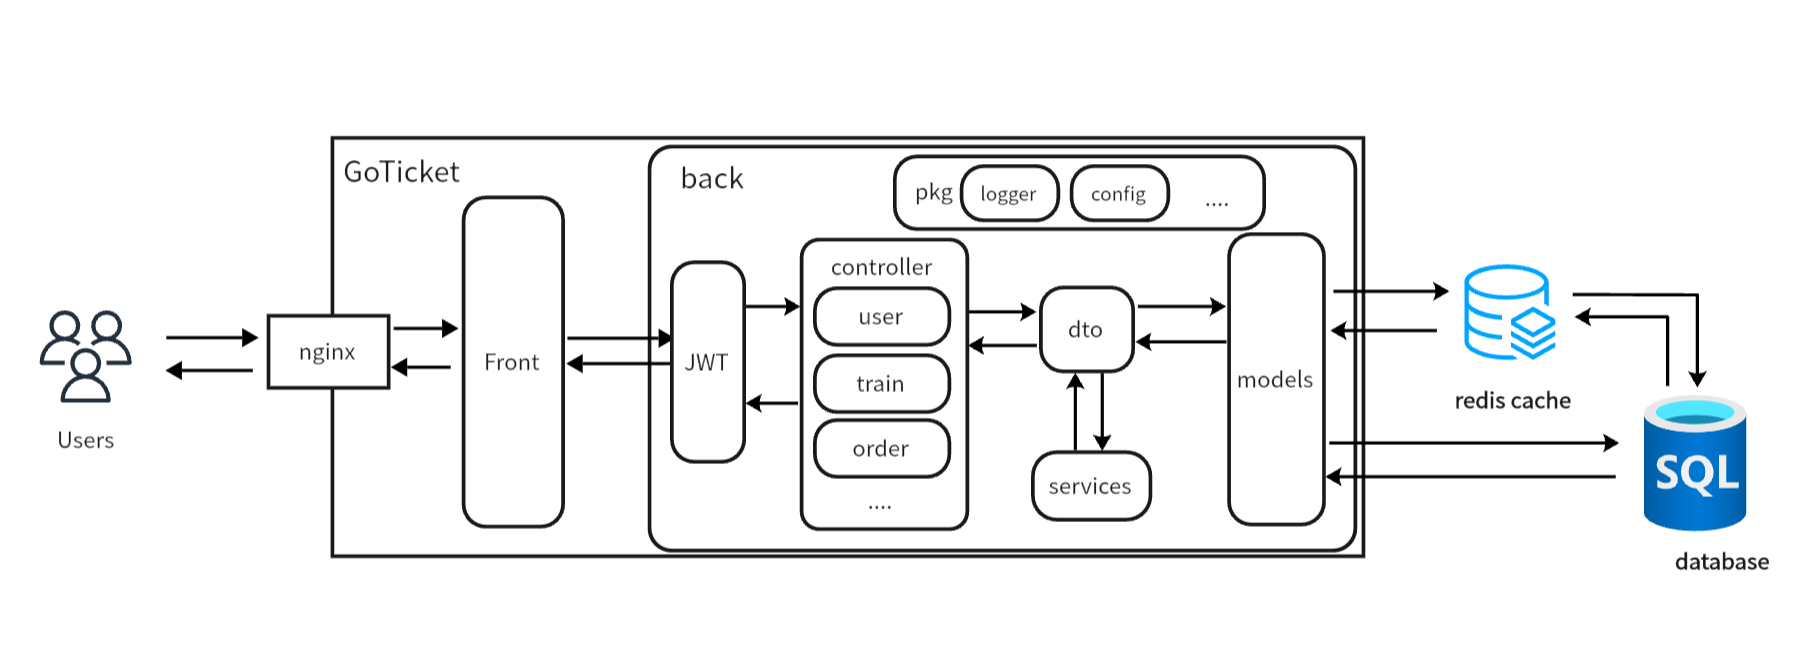 GoTicket
back
pkg
logger
config
....
controller
user
train
order
....
JWT
Front
nginx
Users
dto
services
models
redis cache
SQL
database